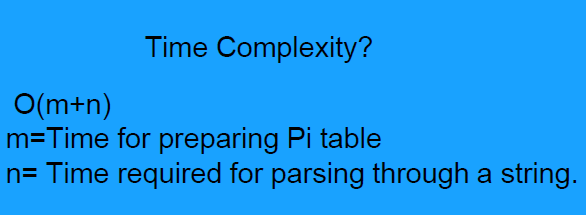 Time Complexity?
O(m+n)
m=Time for preparing Pi table
n= Time required for parsing through a string.